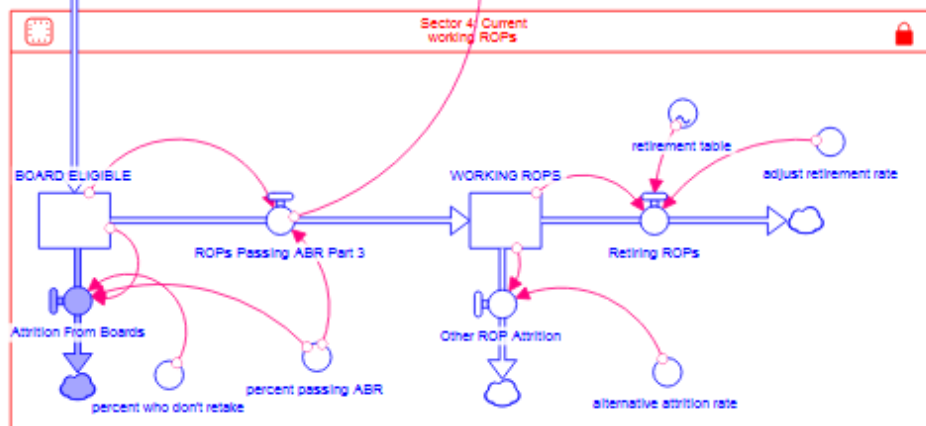 Sector 4: Current
working ROPs
retirement table
adjust retirement rate
BOARD ELIGIBLE
WORKING ROPS
ROPs Passing ABR Part 3
Retiring ROPs
Attrition From Boards
Other ROP Attrition
percent who don't retake
percent passing ABR
alternative attrition rate